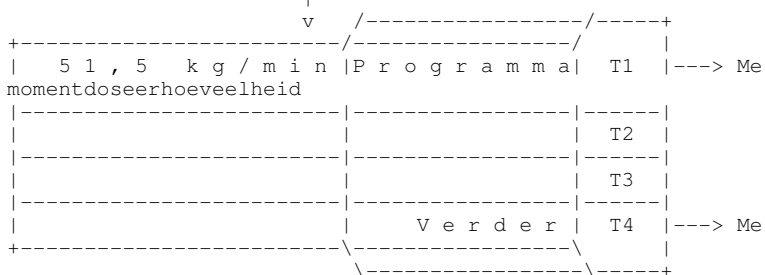 v
51,5 kg/min Programma T1 ---> Me
momentdoseerhoeveelheid
T2
T3
Verder T4 ---> Me